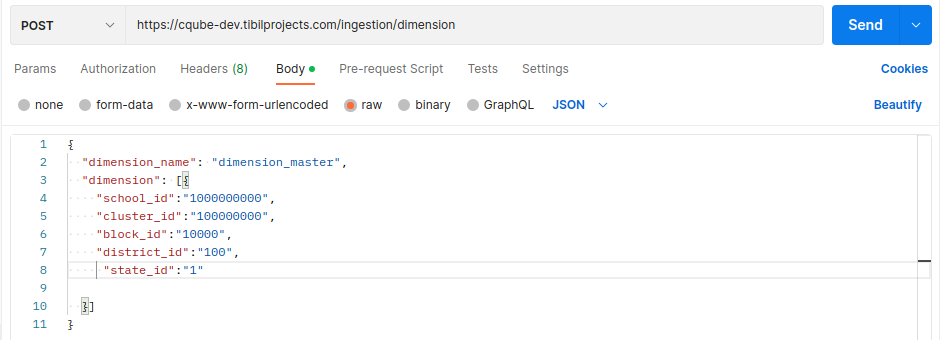 POST https://cqube-dev.tibilprojects.com/ingestion/dimension Send
Params Authorization Headers (8) Body Pre-request Script Tests Settings Cookies
none form-data x-www-form-urlencoded raw binary GraphQL JSON Beautify
1 {
2 "dimension_name": "dimension_master",
3 "dimension": [{
4 "school_id":"1000000000",
5 "cluster_id":"100000000",
6 "block_id":"10000",
7 "district_id":"100",
8 "state_id":"1"
9
10 }]
11 }